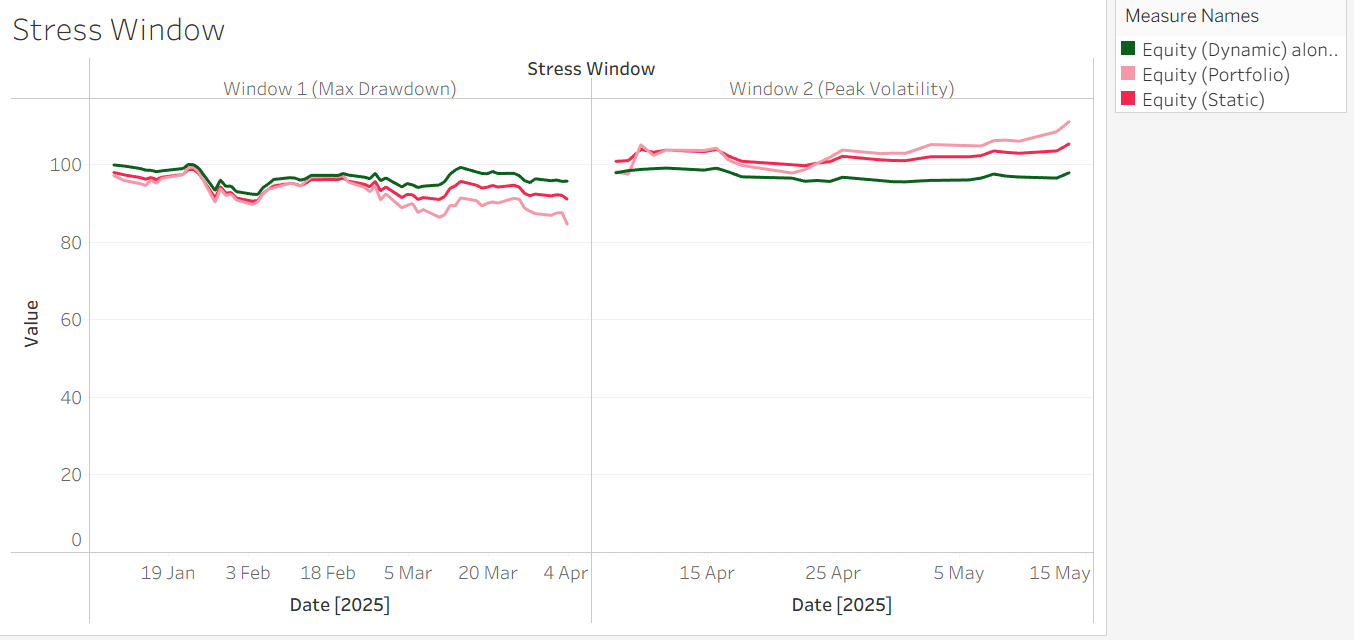 Stress Window
Measure Names
Equity (Dynamic) alon..
Equity (Portfolio)
Equity (Static)
Stress Window
Window 1 (Max Drawdown)
Window 2 (Peak Volatility)
Value
100
80
60
40
20
0
19 Jan
3 Feb
18 Feb
5 Mar
20 Mar
4 Apr
15 Apr
25 Apr
5 May
15 May
Date [2025]
Date [2025]